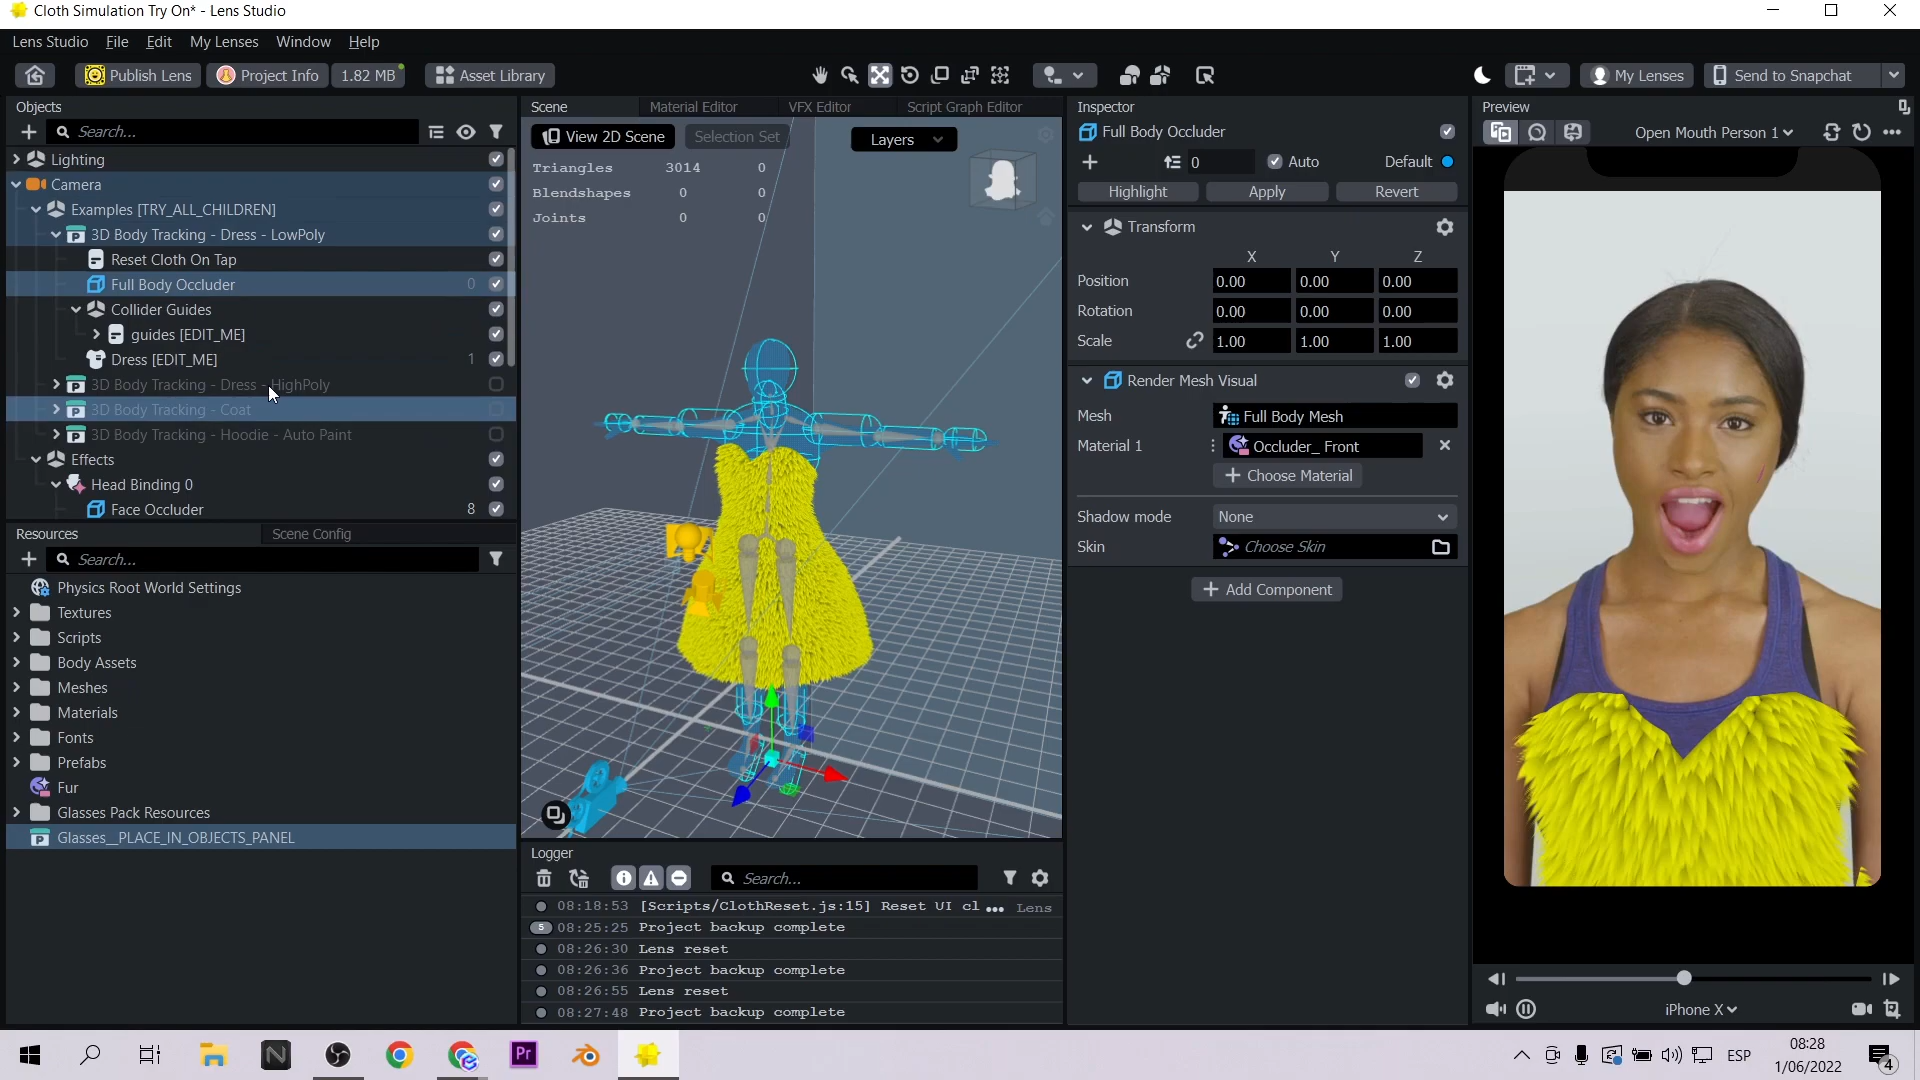 Cloth Simulation Try On* - Lens Studio
Lens Studio File Edit My Lenses Window Help
Publish Lens Project Info 1.82 MB Asset Library My Lenses Send to Snapchat
Objects
Search...
Lighting
Camera
Examples [TRY_ALL_CHILDREN]
3D Body Tracking - Dress - LowPoly
Reset Cloth On Tap
Full Body Occluder 0
Collider Guides
guides [EDIT_ME]
Dress [EDIT_ME] 1
3D Body Tracking - Dress - HighPoly
3D Body Tracking - Coat
3D Body Tracking - Hoodie - Auto Paint
Effects
Head Binding 0
Face Occluder 8
Resources Scene Config
Search...
Physics Root World Settings
Textures
Scripts
Body Assets
Meshes
Materials
Fonts
Prefabs
Fur
Glasses Pack Resources
Glasses__PLACE_IN_OBJECTS_PANEL
Scene Material Editor VFX Editor Script Graph Editor
View 2D Scene Selection Set Layers
Triangles 3014 0
Blendshapes 0 0
Joints 0 0
Logger
Search...
08:18:53 [Scripts/ClothReset.js:15] Reset UI cl ... Lens
5 08:25:25 Project backup complete
08:26:30 Lens reset
08:26:36 Project backup complete
08:26:55 Lens reset
08:27:48 Project backup complete
Inspector
Full Body Occluder
0 Auto Default
Highlight Apply Revert
Transform
X Y Z
Position 0.00 0.00 0.00
Rotation 0.00 0.00 0.00
Scale 1.00 1.00 1.00
Render Mesh Visual
Mesh Full Body Mesh
Material 1 Occluder_ Front
Choose Material
Shadow mode None
Skin Choose Skin
Add Component
Preview
Open Mouth Person 1
iPhone X
Pr
ESP
08:28
1/06/2022
4